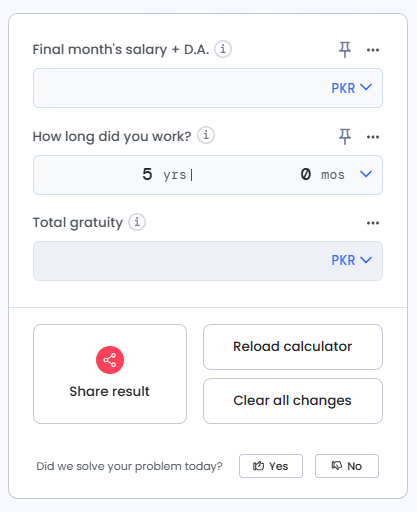 Final month's salary + D.A. i
PKR
How long did you work? i
5 yrs 0 mos
Total gratuity i
PKR
Share result
Reload calculator
Clear all changes
Did we solve your problem today? Yes No